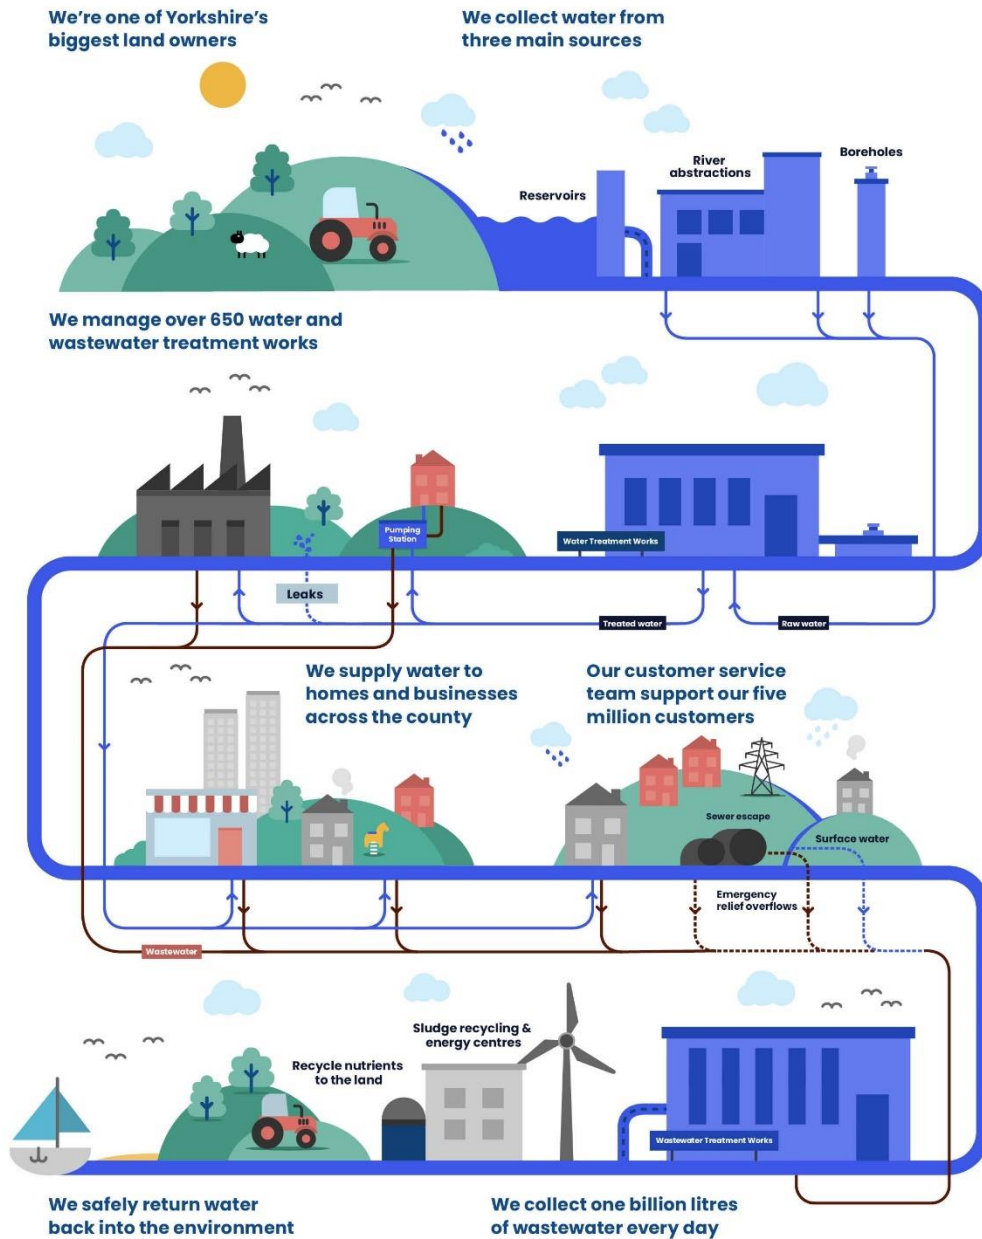 We're one of Yorkshire's
biggest land owners
We collect water from
three main sources
Reservoirs
River
abstractions
Boreholes
We manage over 650 water and
wastewater treatment works
Pumping
Station
Water Treatment Works
Leaks
Treated water
Raw water
We supply water to
homes and businesses
across the county
Our customer service
team support our five
million customers
Sewer escape
Surface water
Emergency
relief overflows
Wastewater
Recycle nutrients
to the land
Sludge recycling &
energy centres
Wastewater Treatment Works
We safely return water
back into the environment
We collect one billion litres
of wastewater every day